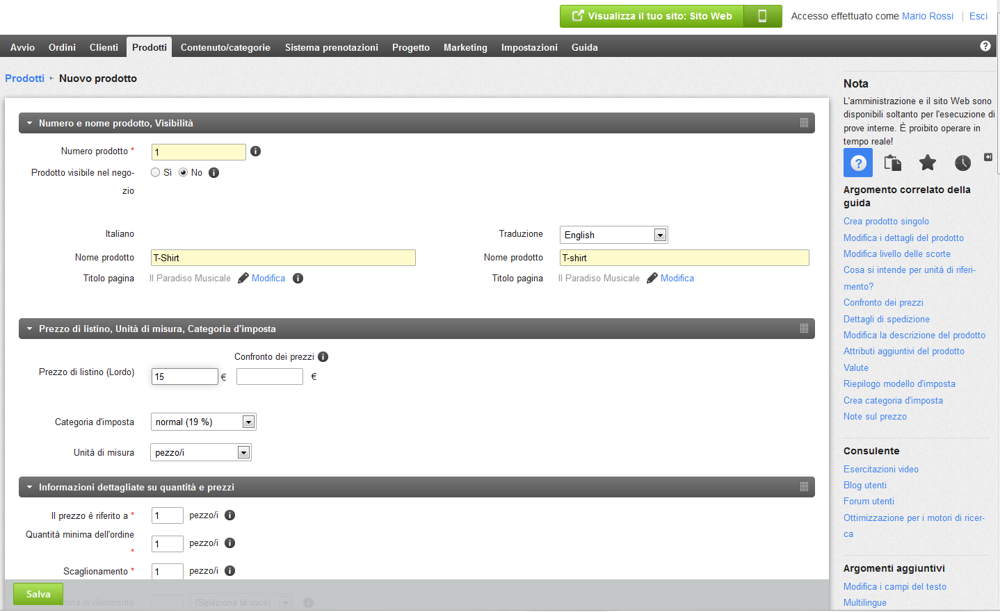 Visualizza il tuo sito: Sito Web
Accesso effettuato come Mario Rossi | Esci
Avvio Ordini Clienti Prodotti Contenuto/categorie Sistema prenotazioni Progetto Marketing Impostazioni Guida ?
Prodotti ← Nuovo prodotto
Numero e nome prodotto, Visibilità
Numero prodotto * 1 i
Prodotto visibile nel nego- Sì No i
zio
Italiano
Nome prodotto T-Shirt
Titolo pagina Il Paradiso Musicale Modifica i
Traduzione English
Nome prodotto T-shirt
Titolo pagina Il Paradiso Musicale Modifica
Prezzo di listino, Unità di misura, Categoria d'imposta
Confronto dei prezzi i
Prezzo di listino (Lordo) 15 € €
Categoria d'imposta normal (19 %)
Unità di misura pezzo/i
Informazioni dettagliate su quantità e prezzi
Il prezzo è riferito a * 1 pezzo/i i
Quantità minima dell'ordine
* 1 pezzo/i i
Scaglionamento * 1 pezzo/i i
Unità di riferimento (Seleziona la voce) i
Salva
Nota
L'amministrazione e il sito Web sono
disponibili soltanto per l'esecuzione di
prove interne. È proibito operare in
tempo reale!
?
Argomento correlato della
guida
Crea prodotto singolo
Modifica i dettagli del prodotto
Modifica livello delle scorte
Cosa si intende per unità di riferi-
mento?
Confronto dei prezzi
Dettagli di spedizione
Modifica la descrizione del prodotto
Attributi aggiuntivi del prodotto
Valute
Riepilogo modello d'imposta
Crea categoria d'imposta
Note sul prezzo
Consulente
Esercitazioni video
Blog utenti
Forum utenti
Ottimizzazione per i motori di ricer-
ca
Argomenti aggiuntivi
Modifica i campi del testo
Multilingue